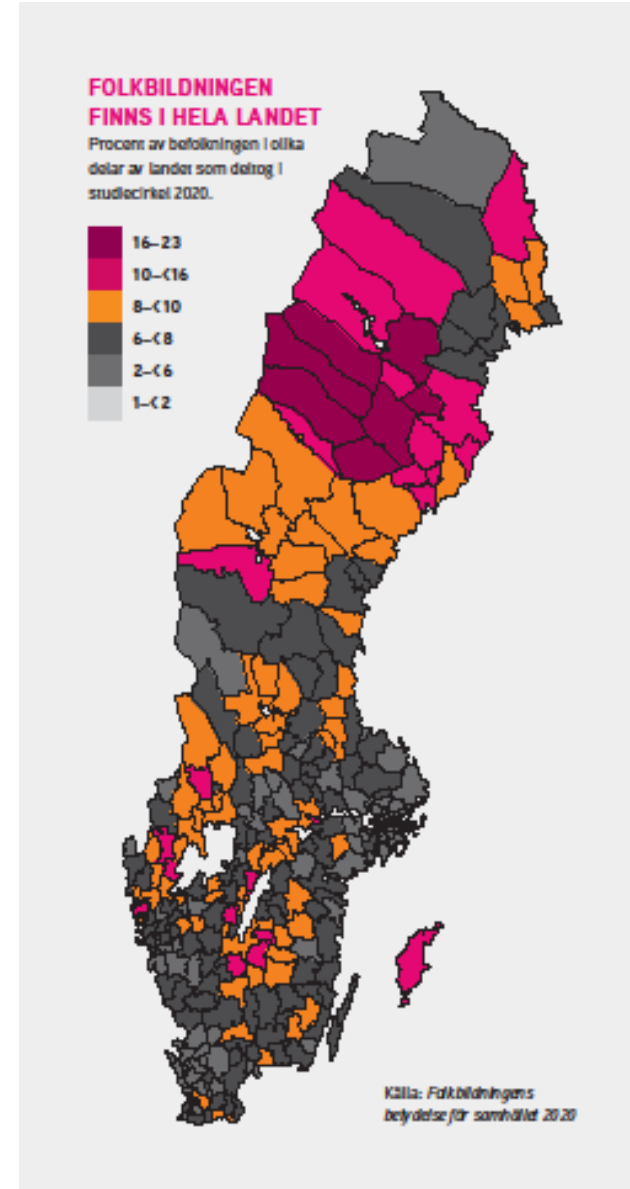 FOLKBILDNINGEN
FINNS I HELA LANDET
Procent av befolkningen i olika
delar av landet som deltog i
studiecirkel 2020.
16–23
10–<16
8–<10
6–<8
2–<6
1–<2
Källa: Folkbildningens
betydelse för samhället 2020